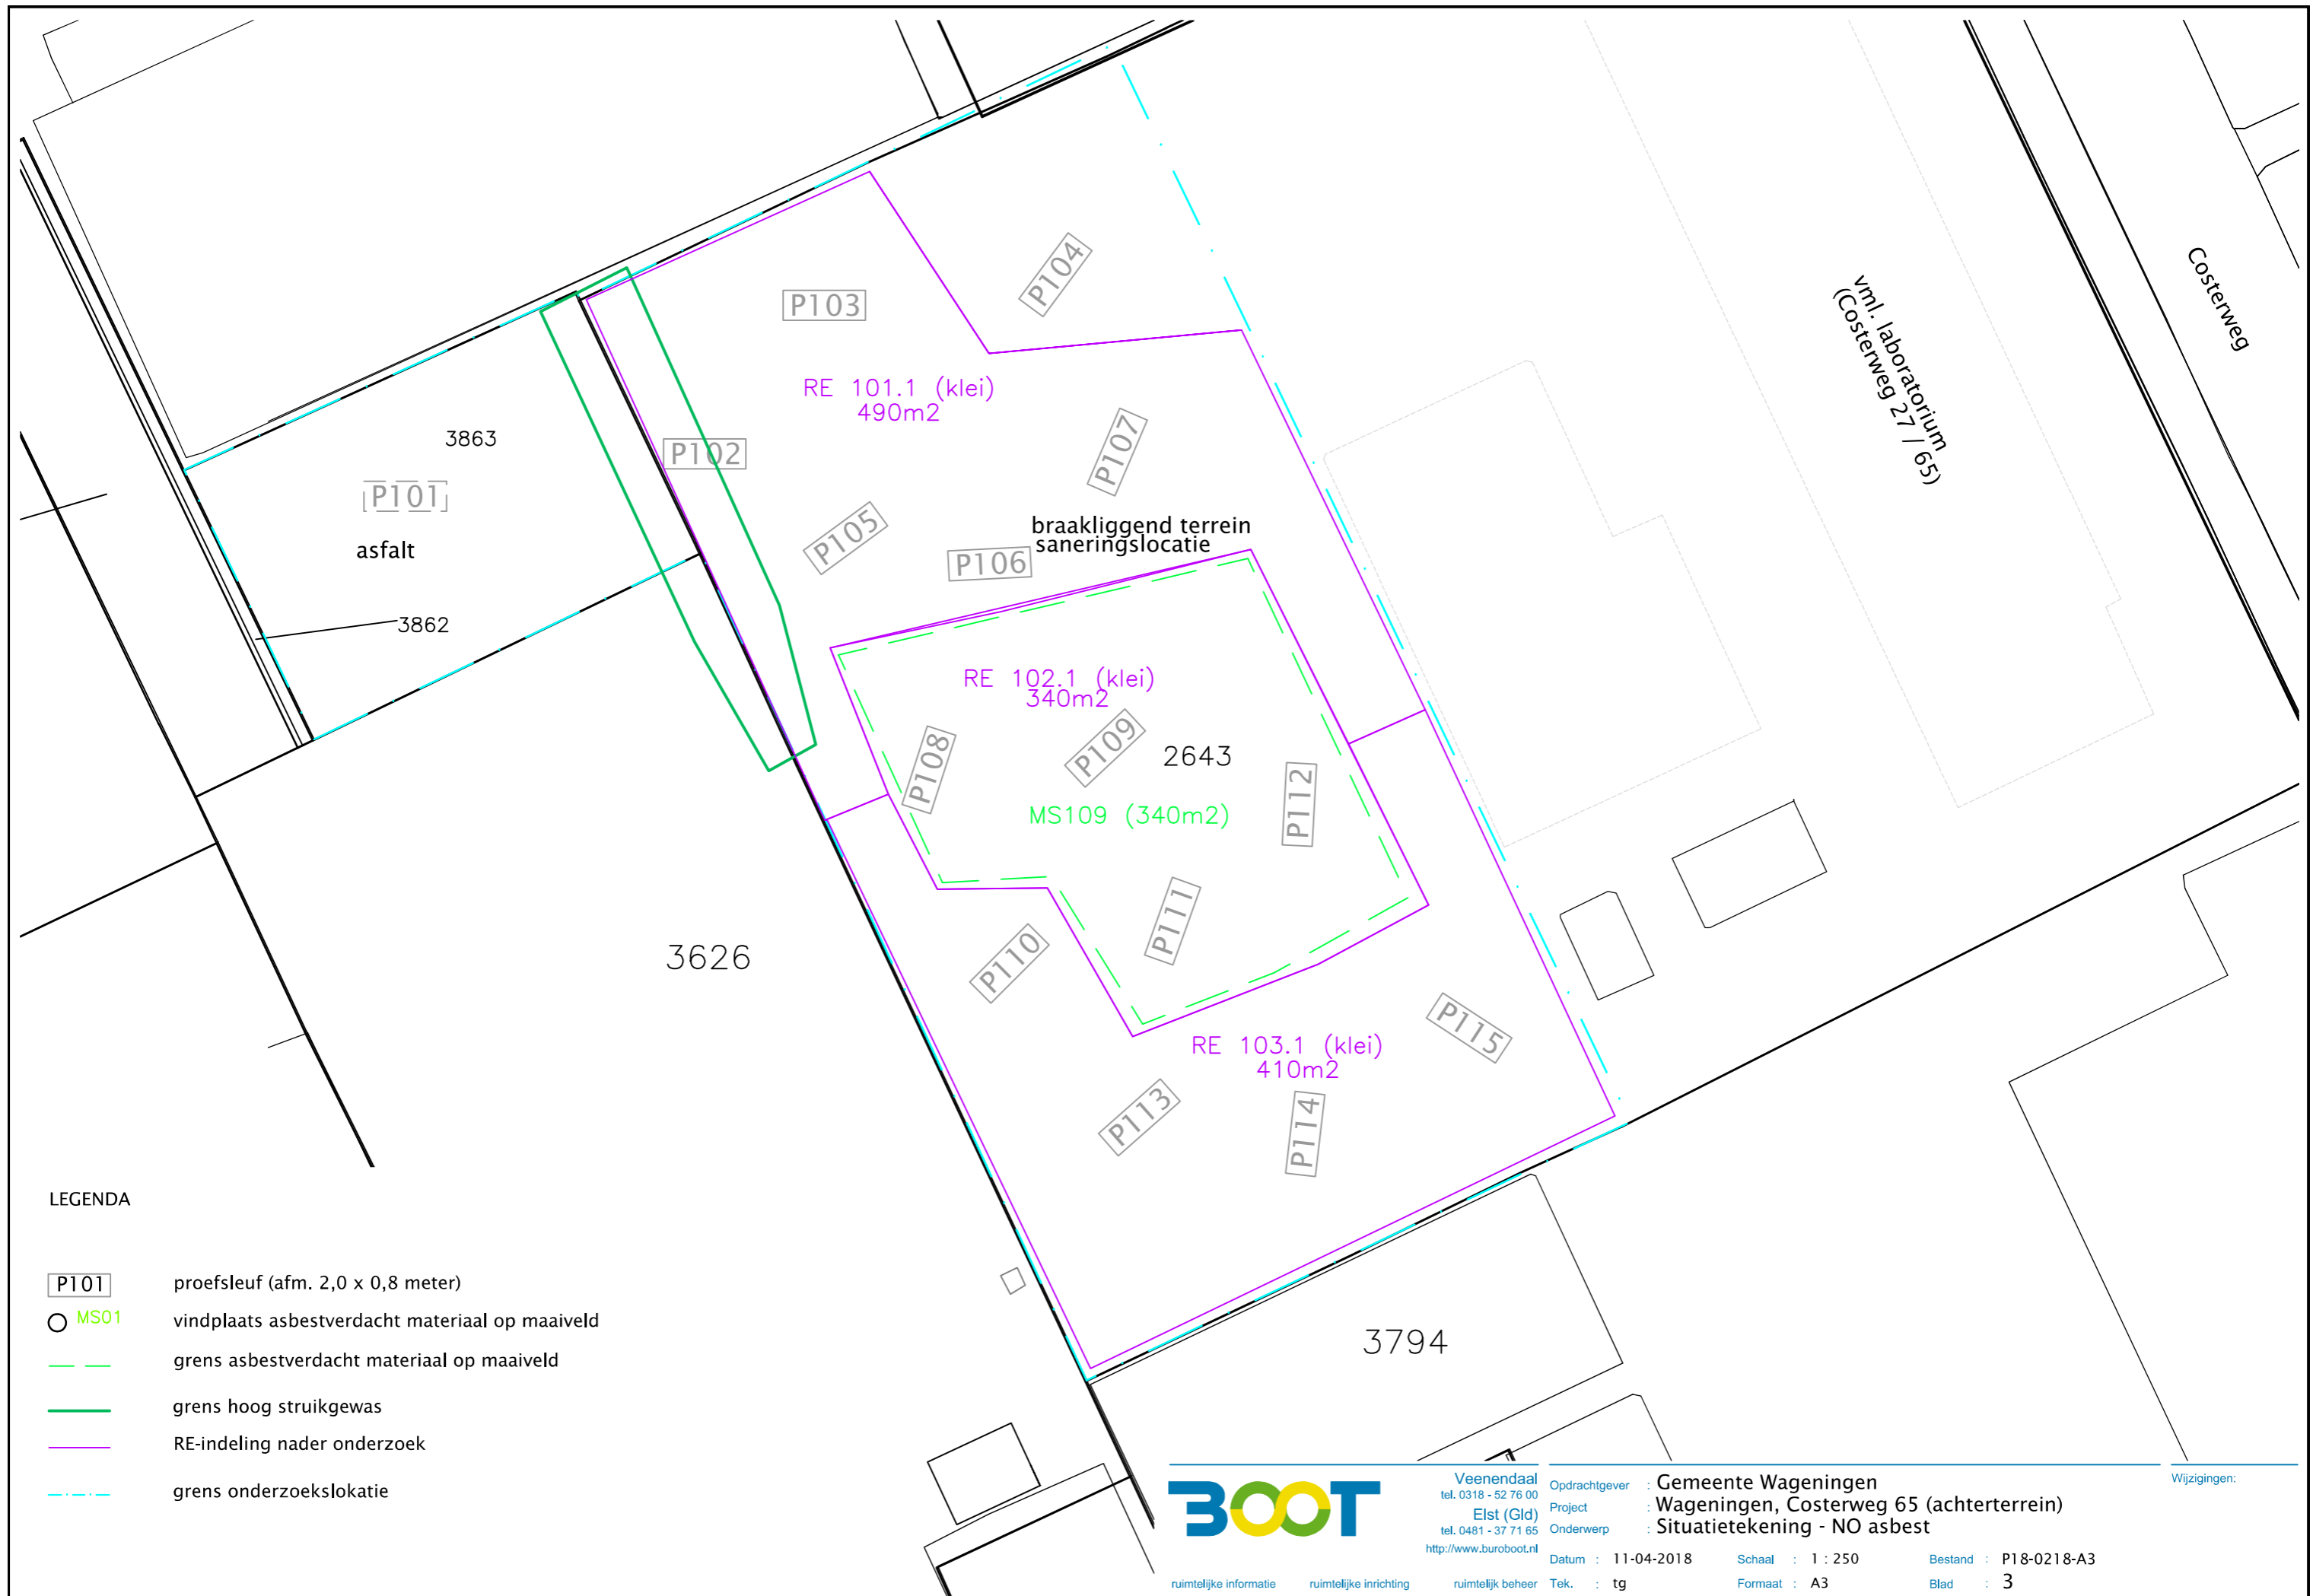 P104
P103
Costerweg
vml. laboratorium
(Costerweg 27 / 65)
RE 101.1 (klei)
490m2
3863
P102
P107
P101
P105
braakliggend terrein
saneringslocatie
asfalt
P106
3862
RE 102.1 (klei)
340m2
P108
P109
2643
P112
MS109 (340m2)
P111
3626
P110
P115
RE 103.1 (klei)
410m2
P113
P114
3794
LEGENDA
P101 proefsleuf (afm. 2,0 x 0,8 meter)
MS01 vindplaats asbestverdacht materiaal op maaiveld
grens asbestverdacht materiaal op maaiveld
grens hoog struikgewas
RE-indeling nader onderzoek
grens onderzoekslokatie
BOOT
Veenendaal
tel. 0318 - 52 76 00
Elst (Gld)
tel. 0481 - 37 71 65
http://www.buroboot.nl
ruimtelijke informatie ruimtelijke inrichting ruimtelijk beheer
Opdrachtgever : Gemeente Wageningen
Project : Wageningen, Costerweg 65 (achterterrein)
Onderwerp : Situatietekening - NO asbest
Datum : 11-04-2018 Schaal : 1 : 250 Bestand : P18-0218-A3
Tek. : tg Formaat : A3 Blad : 3
Wijzigingen: